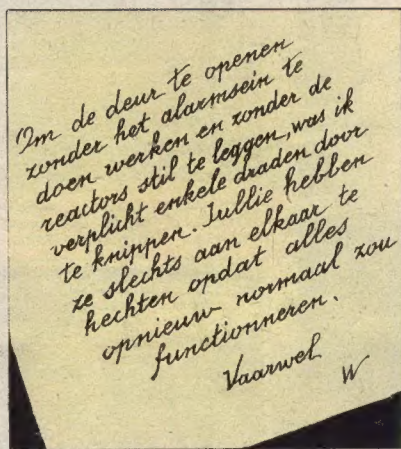 Om de deur te openen
zonder het alarmsein te
doen werken en zonder de
reactors stil te leggen, was ik
verplicht enkele draden door
te knippen. Jullie hebben
ze slechts aan elkaar te
hechten opdat alles
opnieuw normaal zou
functionneren.
Vaarwel
W